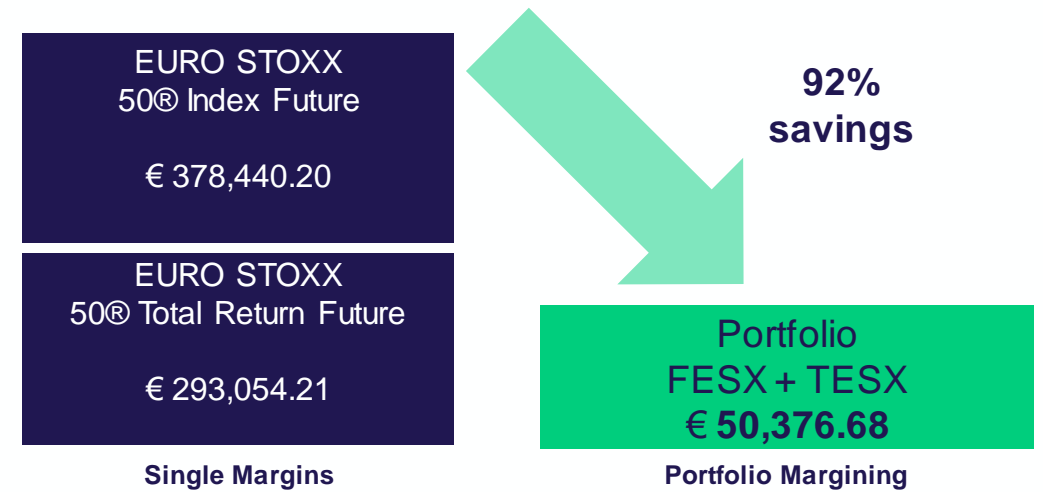 EURO STOXX
50® Index Future
€ 378,440.20
EURO STOXX
50® Total Return Future
€ 293,054.21
Single Margins
92%
savings
Portfolio
FESX + TESX
€ 50,376.68
Portfolio Margining